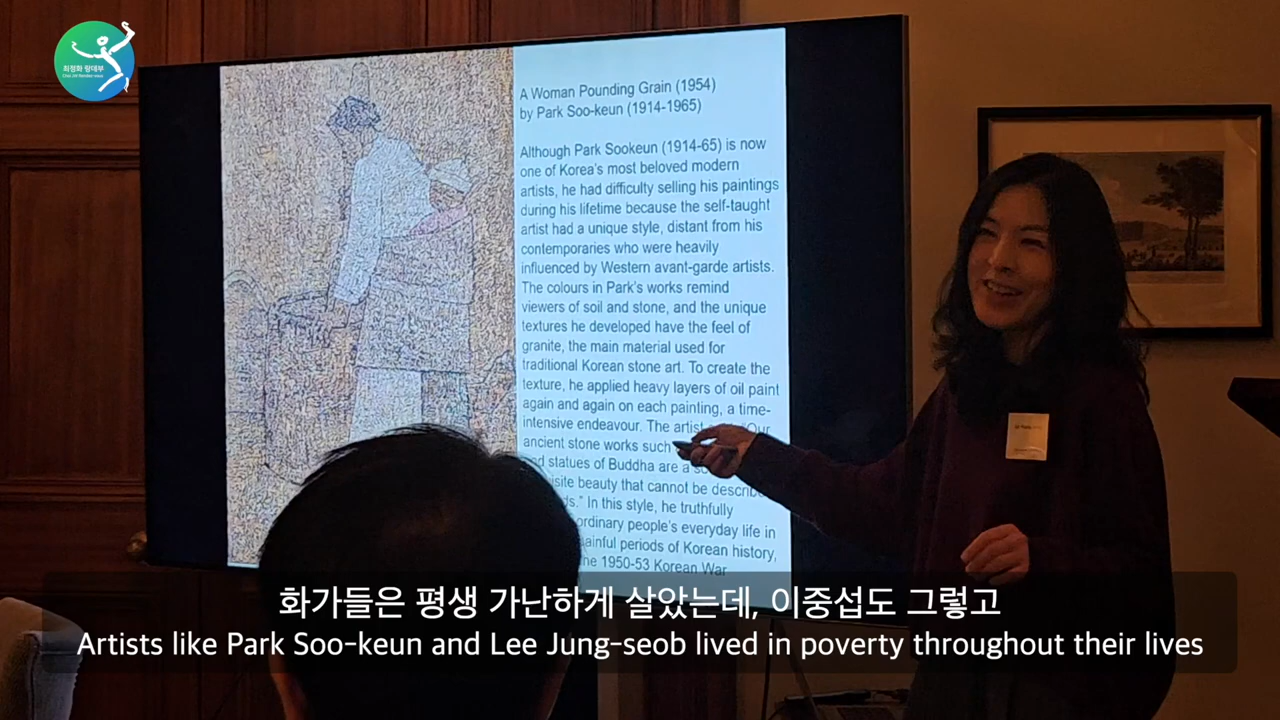 최정화 랑데부
Choi JW Rendez-vous
A Woman Pounding Grain (1954)
by Park Soo-keun (1914-1965)
Although Park Sookeun (1914-65) is now
one of Korea's most beloved modern
artists, he had difficulty selling his paintings
during his lifetime because the self-taught
artist had a unique style, distant from his
contemporaries who were heavily
influenced by Western avant-garde artists.
The colours in Park's works remind
viewers of soil and stone, and the unique
textures he developed have the feel of
granite, the main material used for
traditional Korean stone art. To create the
texture, he applied heavy layers of oil paint
again and again on each painting, a time-
intensive endeavour. The artist "Our
ancient stone works such
statues of Buddha are a
beauty that cannot be
In this style, he truthfully
ordinary people's everyday life in
periods of Korean history,
1950-53 Korean War
화가들은 평생 가난하게 살았는데, 이중섭도 그렇고
Artists like Park Soo-keun and Lee Jung-seob lived in poverty throughout their lives